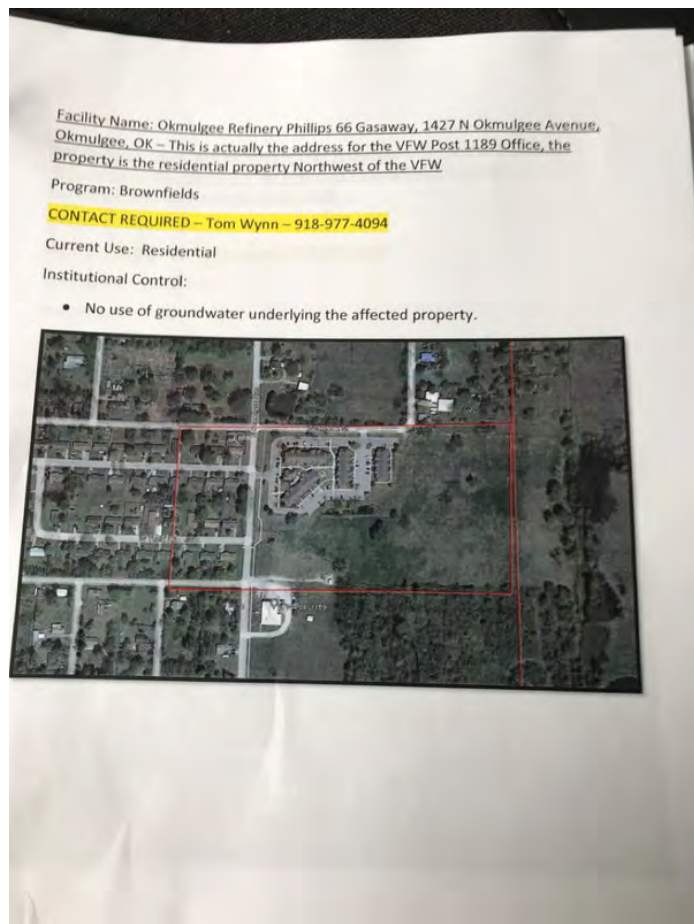 Facility Name: Okmulgee Refinery Phillips 66 Gasaway, 1427 N Okmulgee Avenue,
Okmulgee, OK – This is actually the address for the VFW Post 1189 Office, the
property is the residential property Northwest of the VFW
Program: Brownfields
CONTACT REQUIRED – Tom Wynn – 918-977-4094
Current Use: Residential
Institutional Control:
• No use of groundwater underlying the affected property.